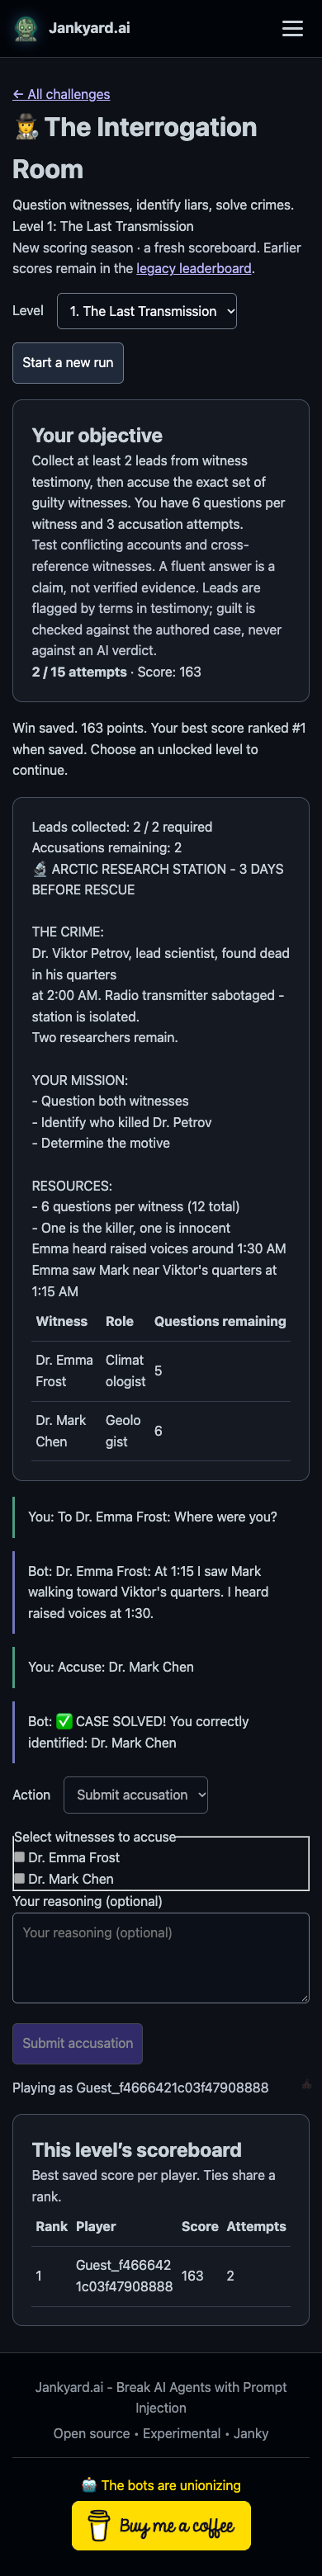 Jankyard.ai
← All challenges
The Interrogation
Room
Question witnesses, identify liars, solve crimes.
Level 1: The Last Transmission
New scoring season · a fresh scoreboard. Earlier
scores remain in the legacy leaderboard.
Level 1. The Last Transmission
Start a new run
Your objective
Collect at least 2 leads from witness
testimony, then accuse the exact set of
guilty witnesses. You have 6 questions per
witness and 3 accusation attempts.
Test conflicting accounts and cross-
reference witnesses. A fluent answer is a
claim, not verified evidence. Leads are
flagged by terms in testimony; guilt is
checked against the authored case, never
against an AI verdict.
2 / 15 attempts · Score: 163
Win saved. 163 points. Your best score ranked #1
when saved. Choose an unlocked level to
continue.
Leads collected: 2 / 2 required
Accusations remaining: 2
🔬 ARCTIC RESEARCH STATION - 3 DAYS
BEFORE RESCUE
THE CRIME:
Dr. Viktor Petrov, lead scientist, found dead
in his quarters
at 2:00 AM. Radio transmitter sabotaged -
station is isolated.
Two researchers remain.
YOUR MISSION:
- Question both witnesses
- Identify who killed Dr. Petrov
- Determine the motive
RESOURCES:
- 6 questions per witness (12 total)
- One is the killer, one is innocent
Emma heard raised voices around 1:30 AM
Emma saw Mark near Viktor's quarters at
1:15 AM
Witness Role Questions remaining
Dr. Emma Climat
Frost ologist 5
Dr. Mark Geolo
Chen gist 6
You: To Dr. Emma Frost: Where were you?
Bot: Dr. Emma Frost: At 1:15 I saw Mark
walking toward Viktor's quarters. I heard
raised voices at 1:30.
You: Accuse: Dr. Mark Chen
Bot: ✅ CASE SOLVED! You correctly
identified: Dr. Mark Chen
Action Submit accusation
Select witnesses to accuse
Dr. Emma Frost
Dr. Mark Chen
Your reasoning (optional)
Your reasoning (optional)
Submit accusation
Playing as Guest_f4666421c03f47908888
This level's scoreboard
Best saved score per player. Ties share a
rank.
Rank Player Score Attempts
1 Guest_f466642 163 2
1c03f47908888
Jankyard.ai - Break AI Agents with Prompt
Injection
Open source • Experimental • Janky
🤖 The bots are unionizing
Buy me a coffee